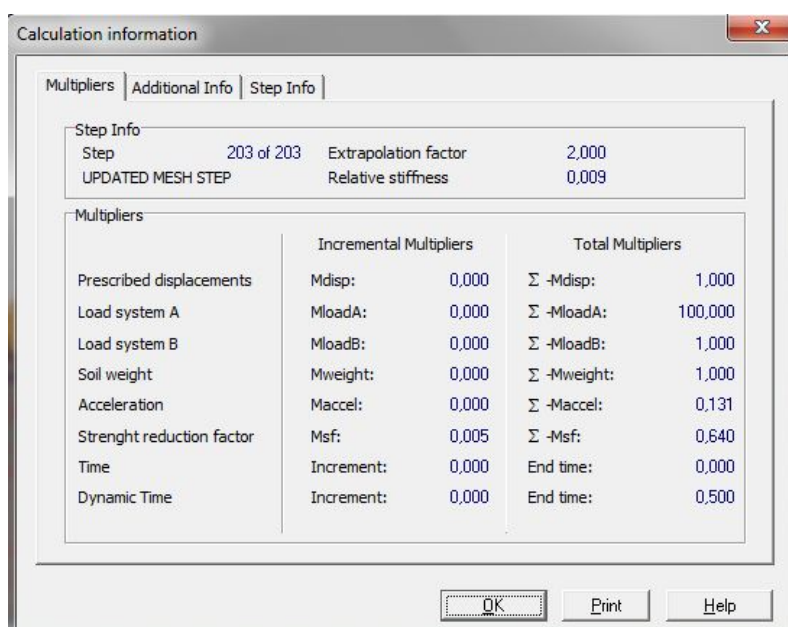 Calculation information
Multipliers Additional Info Step Info
Step Info
Step 203 of 203 Extrapolation factor 2,000
UPDATED MESH STEP Relative stiffness 0,009
Multipliers
Incremental Multipliers Total Multipliers
Prescribed displacements Mdisp: 0,000 Σ -Mdisp: 1,000
Load system A MloadA: 0,000 Σ -MloadA: 100,000
Load system B MloadB: 0,000 Σ -MloadB: 1,000
Soil weight Mweight: 0,000 Σ -Mweight: 1,000
Acceleration Maccel: 0,000 Σ -Maccel: 0,131
Strenght reduction factor Msf: 0,005 Σ -Msf: 0,640
Time Increment: 0,000 End time: 0,000
Dynamic Time Increment: 0,000 End time: 0,500
OK Print Help